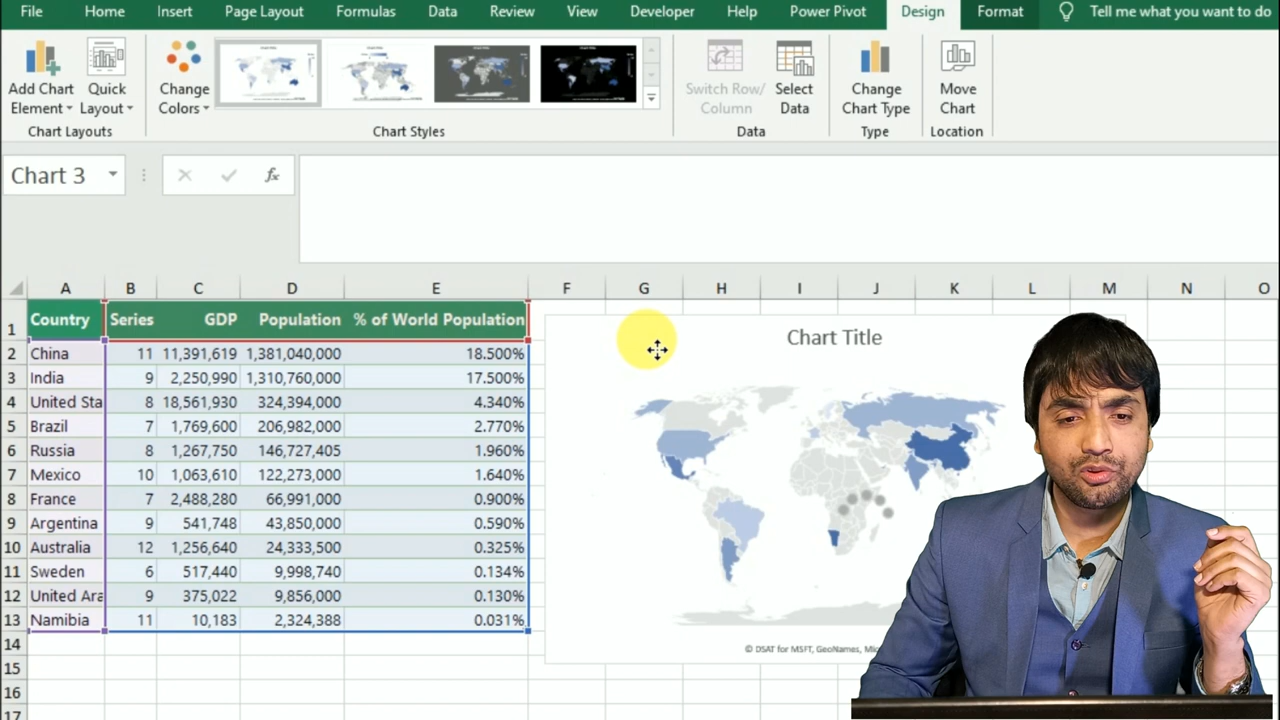 File Home Insert Page Layout Formulas Data Review View Developer Help Power Pivot Design Format Tell me what you want to do
Add Chart Element Quick Layout Change Colors Switch Row/ Column Select Data Change Chart Type Move Chart
Chart Layouts Chart Styles Data Type Location
Chart 3 fx
A B C D E F G H I J K L M N O
1 Country Series GDP Population % of World Population
2 China 11 11,391,619 1,381,040,000 18.500%
3 India 9 2,250,990 1,310,760,000 17.500%
4 United Sta 8 18,561,930 324,394,000 4.340%
5 Brazil 7 1,769,600 206,982,000 2.770%
6 Russia 8 1,267,750 146,727,405 1.960%
7 Mexico 10 1,063,610 122,273,000 1.640%
8 France 7 2,488,280 66,991,000 0.900%
9 Argentina 9 541,748 43,850,000 0.590%
10 Australia 12 1,256,640 24,333,500 0.325%
11 Sweden 6 517,440 9,998,740 0.134%
12 United Ara 9 375,022 9,856,000 0.130%
13 Namibia 11 10,183 2,324,388 0.031%
14
15
16
17
Chart Title
© DSAT for MSFT, GeoNames,